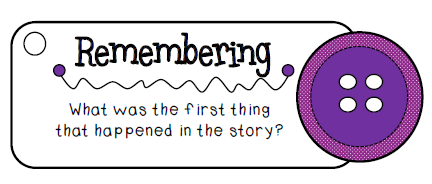 Remembering
What was the first thing
that happened in the story?